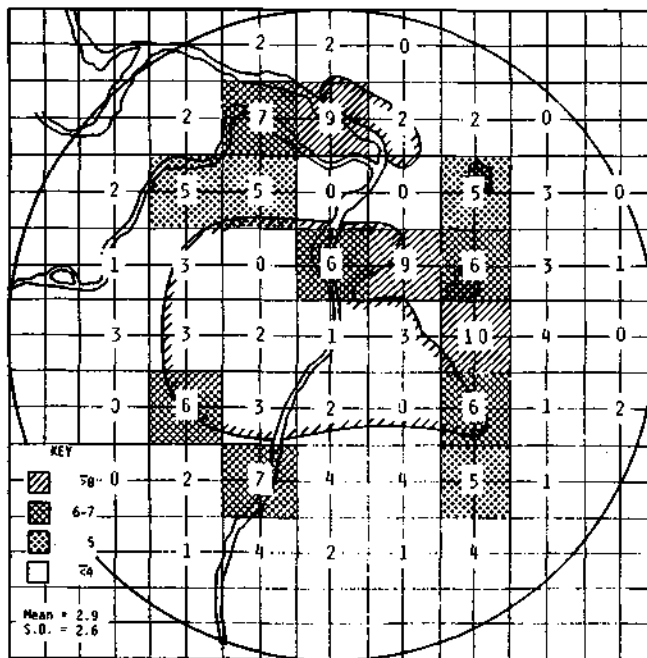 2 2 0
2 7 9 2 2 0
2 5 5 0 0 5 3 0
1 3 0 6 9 6 3 1
3 3 2 1 3 10 4 0
0 6 3 2 0 6 1 2
KEY
0 2 7 4 4 5 1
>8
6-7
5
1 4 2 1 4
<4
Mean = 2.9
S.D. = 2.6